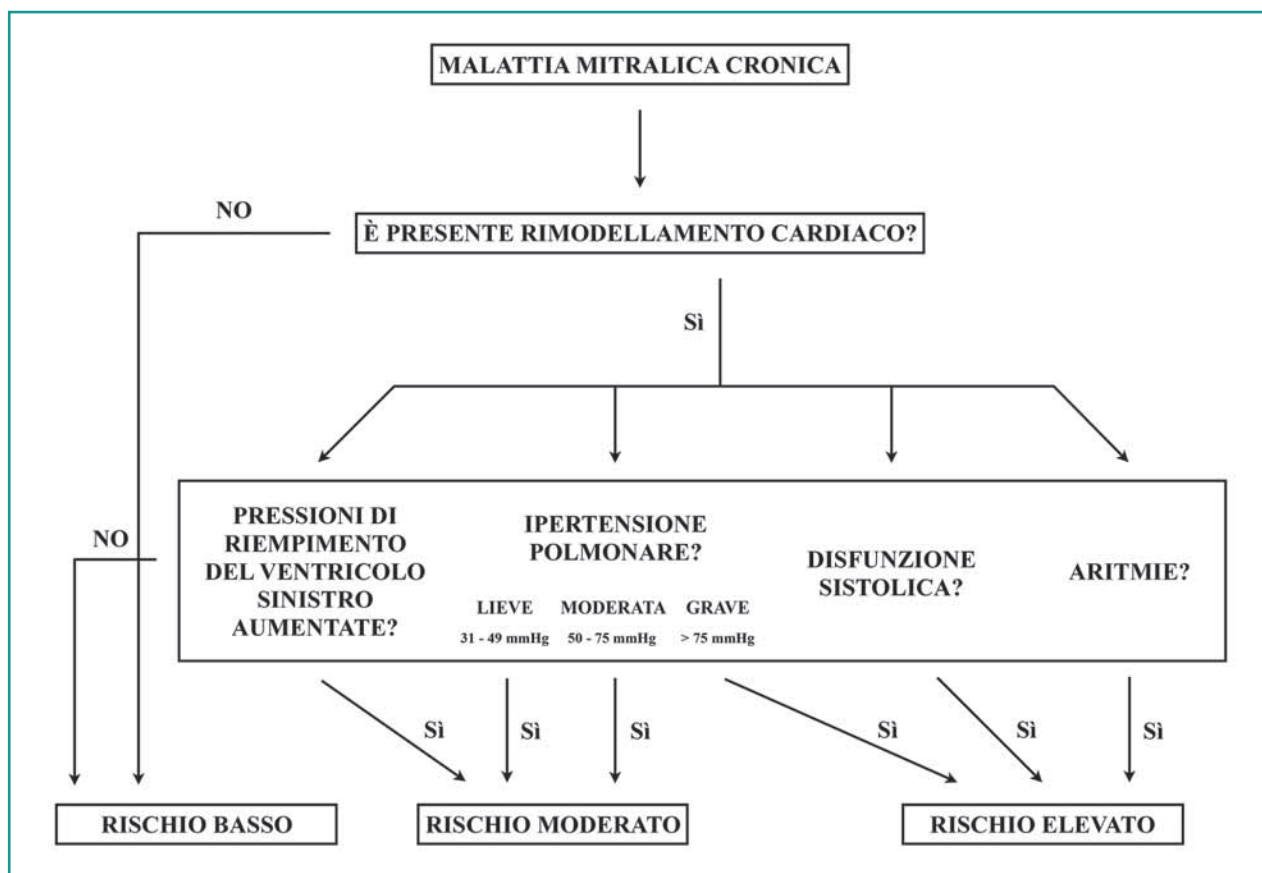 MALATTIA MITRALICA CRONICA
NO
È PRESENTE RIMODELLAMENTO CARDIACO?
Sì
NO
PRESSIONI DI
RIEMPIMENTO
DEL VENTRICOLO
SINISTRO
AUMENTATE?
IPERTENSIONE
POLMONARE?
LIEVE MODERATA GRAVE
31 - 49 mmHg 50 - 75 mmHg > 75 mmHg
DISFUNZIONE
SISTOLICA?
ARITMIE?
Sì Sì Sì Sì Sì Sì
RISCHIO BASSO RISCHIO MODERATO RISCHIO ELEVATO